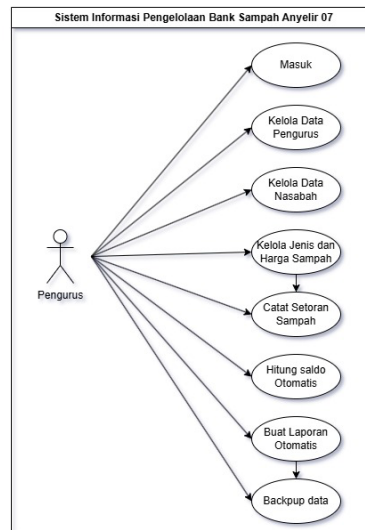 Sistem Informasi Pengelolaan Bank Sampah Anyelir 07
Masuk
Kelola Data
Pengurus
Kelola Data
Nasabah
Pengurus
Kelola Jenis dan
Harga Sampah
Catat Setoran
Sampah
Hitung saldo
Otomatis
Buat Laporan
Otomatis
Backpup data